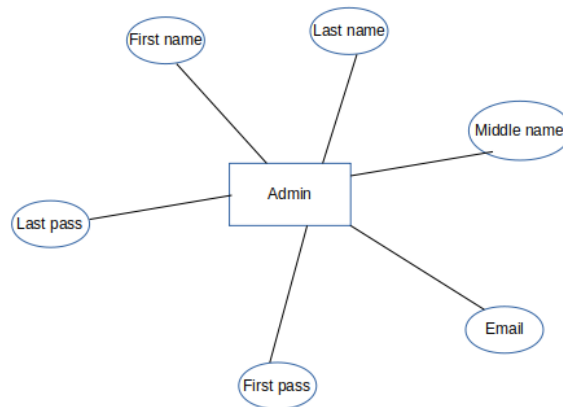 Last name
First name
Middle name
Admin
Last pass
Email
First pass